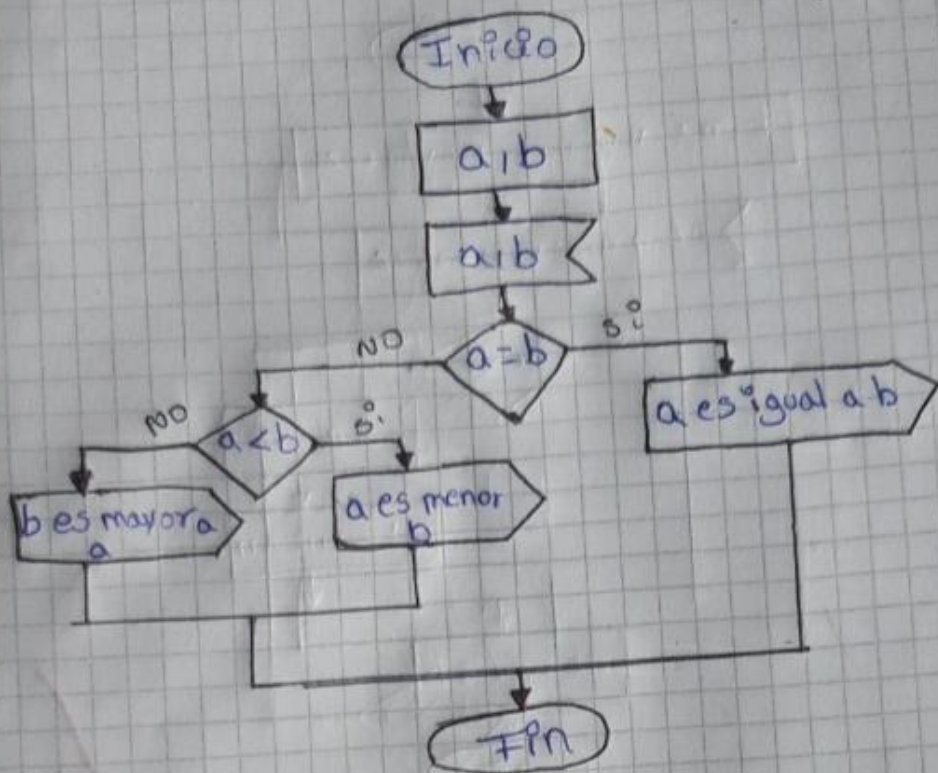 Inicio
a, b
a, b
a = b
NO
si
a es igual a b
a < b
NO
si
b es mayor a
a
a es menor
b
Fin